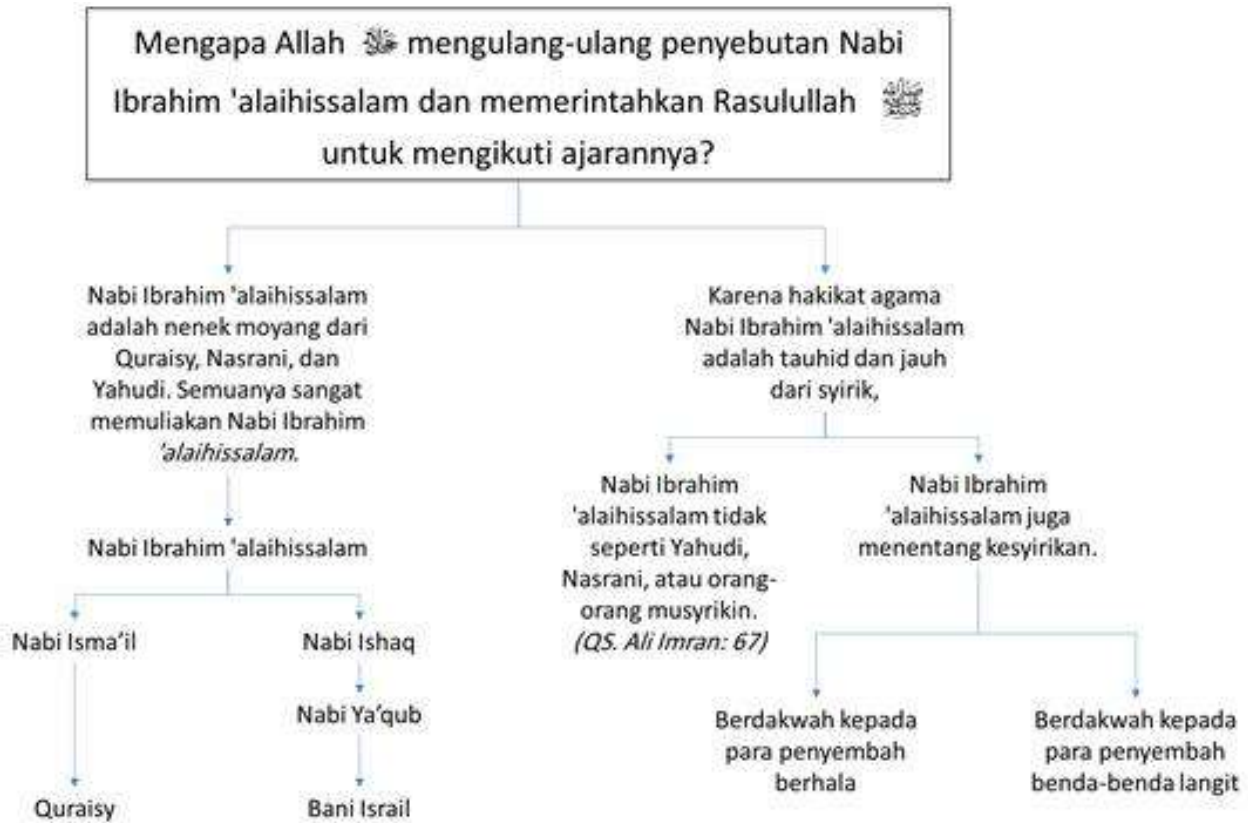 Mengapa Allah ﷻ mengulang-ulang penyebutan Nabi
Ibrahim 'alaihissalam dan memerintahkan Rasulullah ﷺ
untuk mengikuti ajarannya?
Nabi Ibrahim 'alaihissalam
adalah nenek moyang dari
Quraisy, Nasrani, dan
Yahudi. Semuanya sangat
memuliakan Nabi Ibrahim
'alaihissalam.
Nabi Ibrahim 'alaihissalam
Nabi Isma'il
Quraisy
Nabi Ishaq
Nabi Ya'qub
Bani Israil
Karena hakikat agama
Nabi Ibrahim 'alaihissalam
adalah tauhid dan jauh
dari syirik,
Nabi Ibrahim
'alaihissalam tidak
seperti Yahudi,
Nasrani, atau orang-
orang musyrikin.
(QS. Ali Imran: 67)
Nabi Ibrahim
'alaihissalam juga
menentang kesyirikan.
Berdakwah kepada
para penyembah
berhala
Berdakwah kepada
para penyembah
benda-benda langit